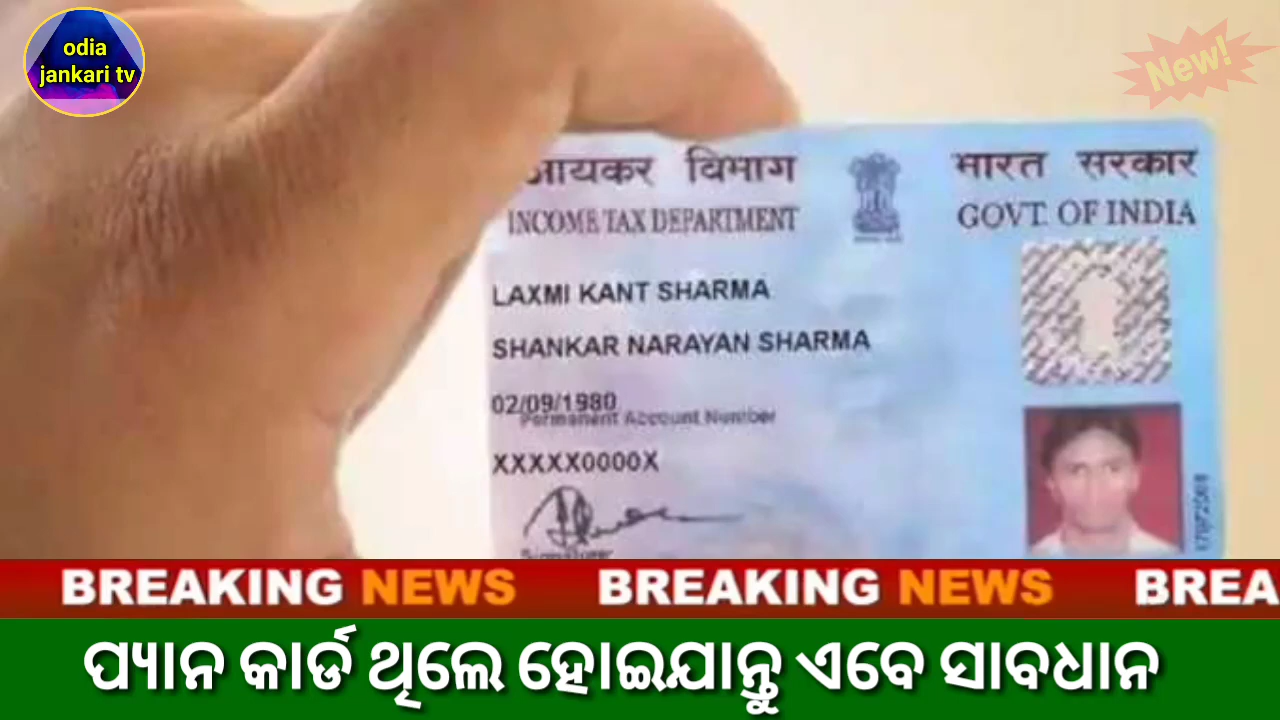 odia
jankari tv
New!
आयकर विभाग
भारत सरकार
INCOME TAX DEPARTMENT
GOVT. OF INDIA
LAXMI KANT SHARMA
SHANKAR NARAYAN SHARMA
02/09/1980
Permanent Account Number
XXXXX0000X
Signature
BREAKING NEWS BREAKING NEWS BREA
ପ୍ୟାନ କାର୍ଡ ଥିଲେ ହୋଇଯାନ୍ତୁ ଏବେ ସାବଧାନ